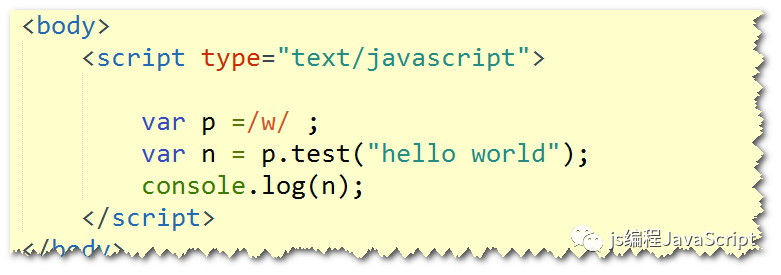 <body>
<script type="text/javascript">
var p =/w/ ;
var n = p.test("hello world");
console.log(n);
</script>
</body>
js编程JavaScript